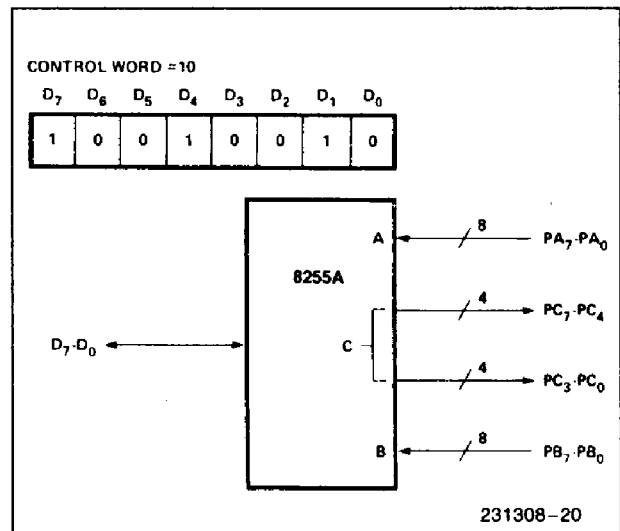 CONTROL WORD = 10
D7 D6 D5 D4 D3 D2 D1 D0
1 0 0 1 0 0 1 0
A 8 PA7-PA0
8255A
4 PC7-PC4
D7-D0 C
4 PC3-PC0
B 8 PB7-PB0
231308-20